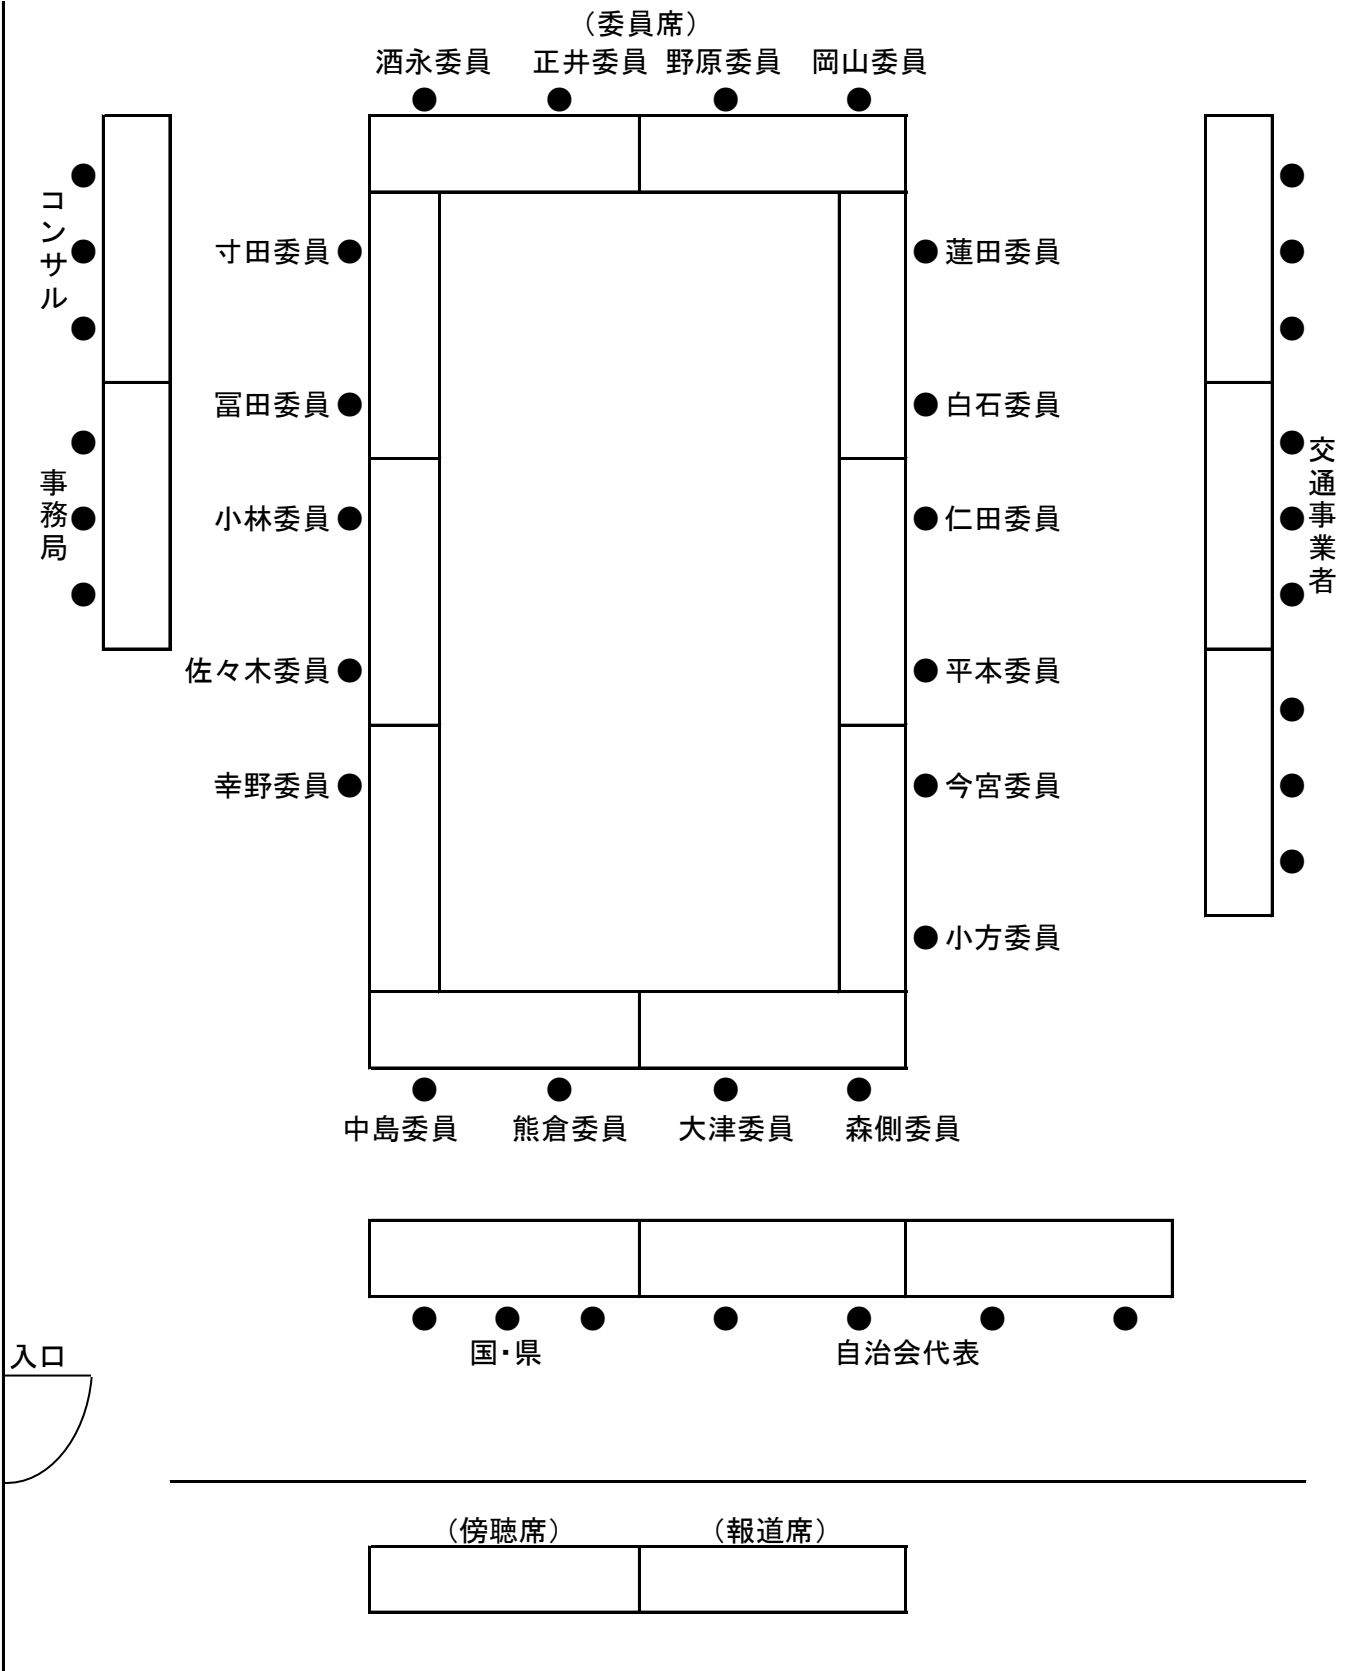 （委員席）
酒永委員 正井委員 野原委員 岡山委員
コンサル
寸田委員
蓮田委員
冨田委員
白石委員
事務局
小林委員
仁田委員
交通事業者
佐々木委員
平本委員
幸野委員
今宮委員
小方委員
中島委員 熊倉委員 大津委員 森側委員
国・県
自治会代表
入口
（傍聴席）
（報道席）